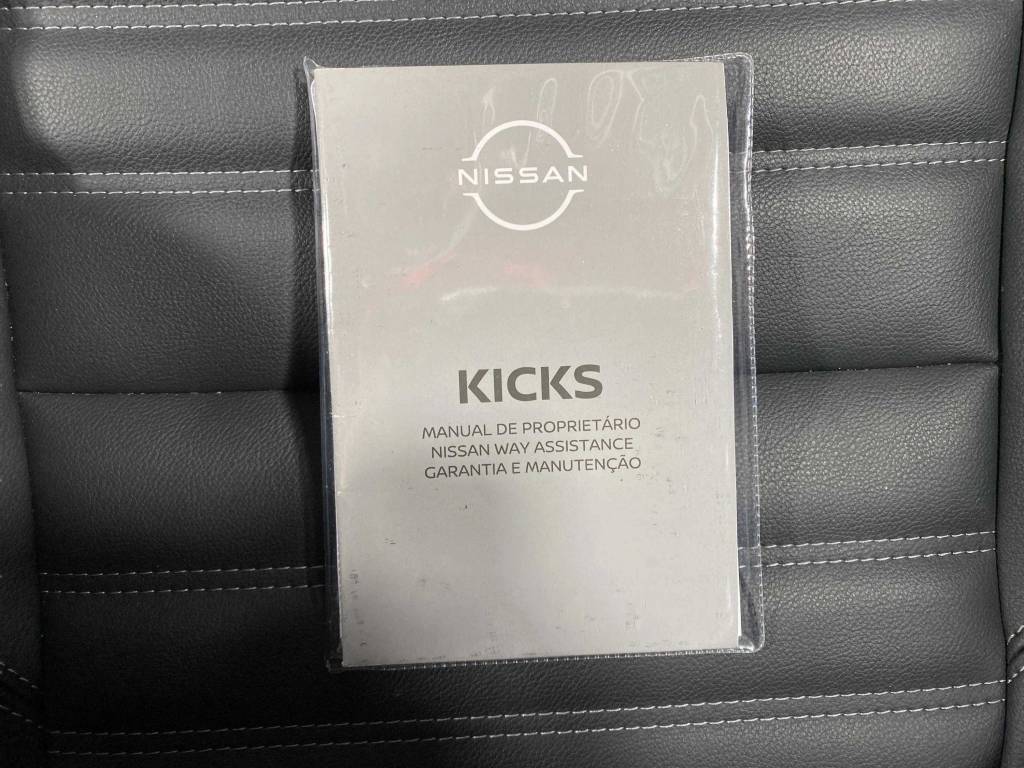 NISSAN
KICKS
MANUAL DE PROPRIETÁRIO
NISSAN WAY ASSISTANCE
GARANTIA E MANUTENÇÃO